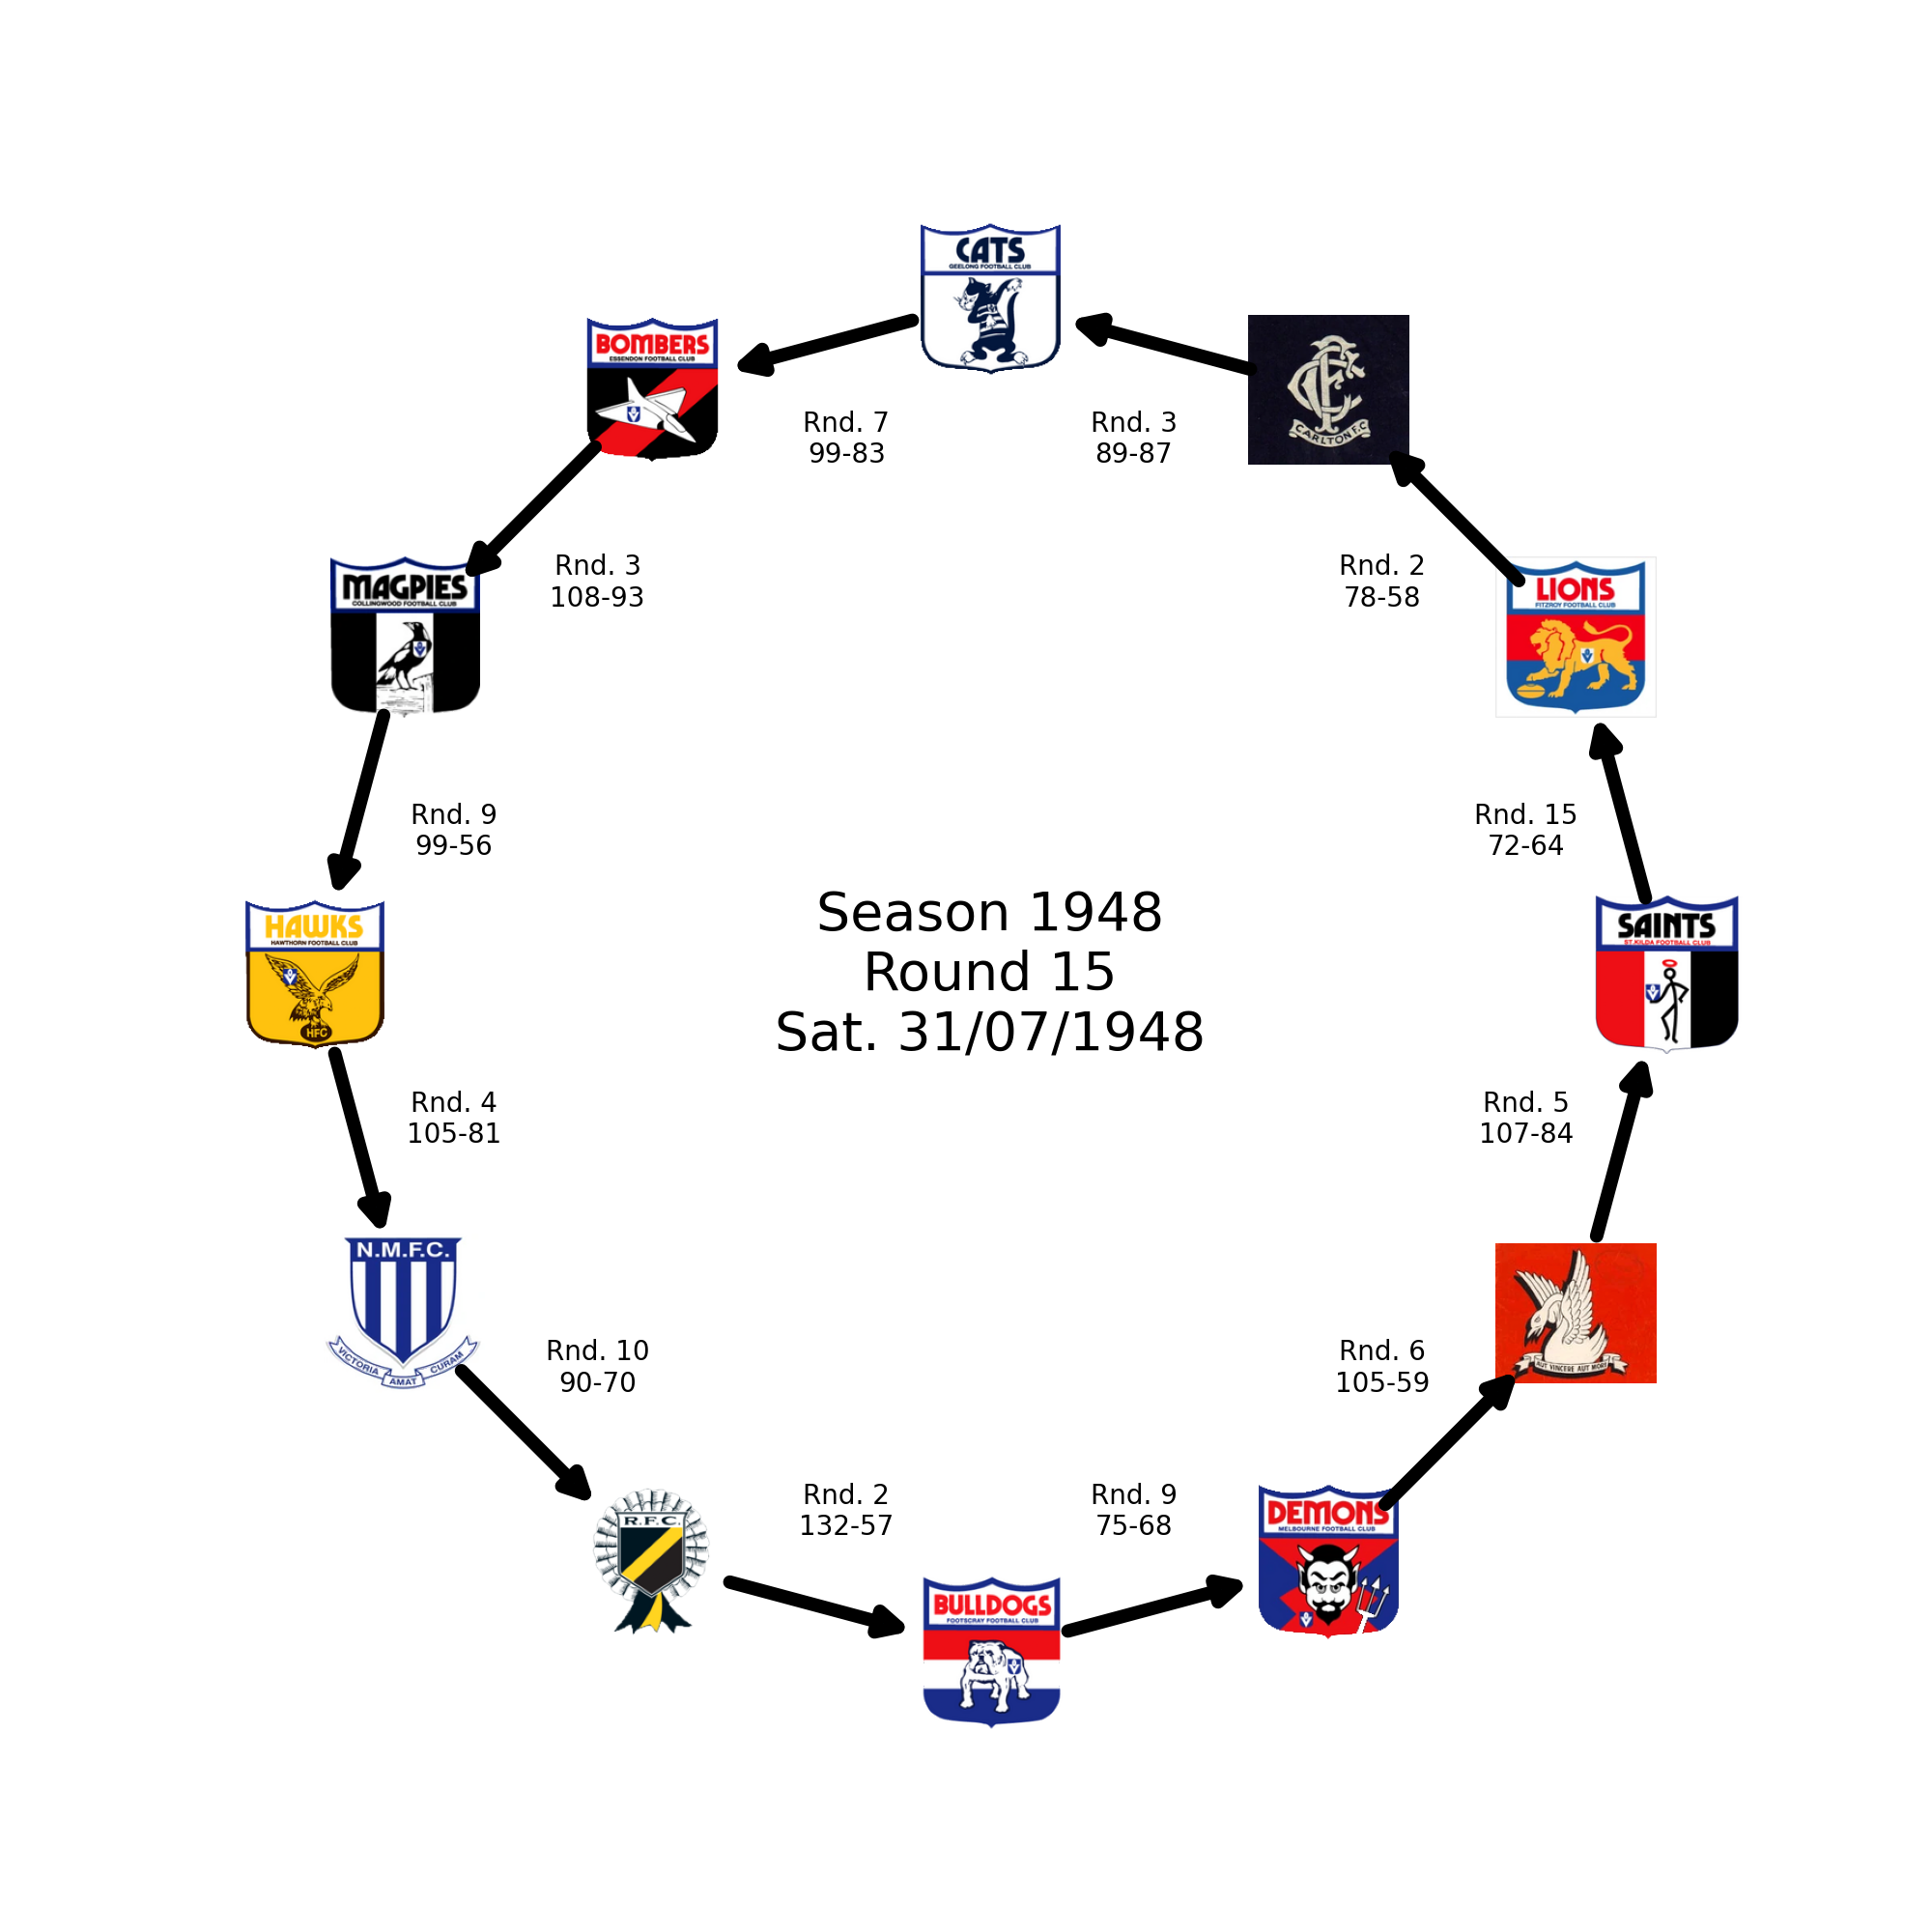 CATS
GEELONG FOOTBALL CLUB
BOMBERS
ESSENDON FOOTBALL CLUB
CFC
CARLTON F.C
Rnd. 7
99-83
Rnd. 3
89-87
MAGPIES
COLLINGWOOD FOOTBALL CLUB
Rnd. 3
108-93
Rnd. 2
78-58
LIONS
FITZROY FOOTBALL CLUB
Rnd. 9
99-56
Rnd. 15
72-64
HAWKS
HAWTHORN FOOTBALL CLUB
HFC
Season 1948
Round 15
Sat. 31/07/1948
SAINTS
ST.KILDA FOOTBALL CLUB
Rnd. 4
105-81
Rnd. 5
107-84
N.M.F.C.
VICTORIA
AMAT
CURAM
Rnd. 10
90-70
Rnd. 6
105-59
AUT VINCERE AUT MORI
R.F.C.
Rnd. 2
132-57
Rnd. 9
75-68
DEMONS
MELBOURNE FOOTBALL CLUB
BULLDOGS
FOOTSCRAY FOOTBALL CLUB